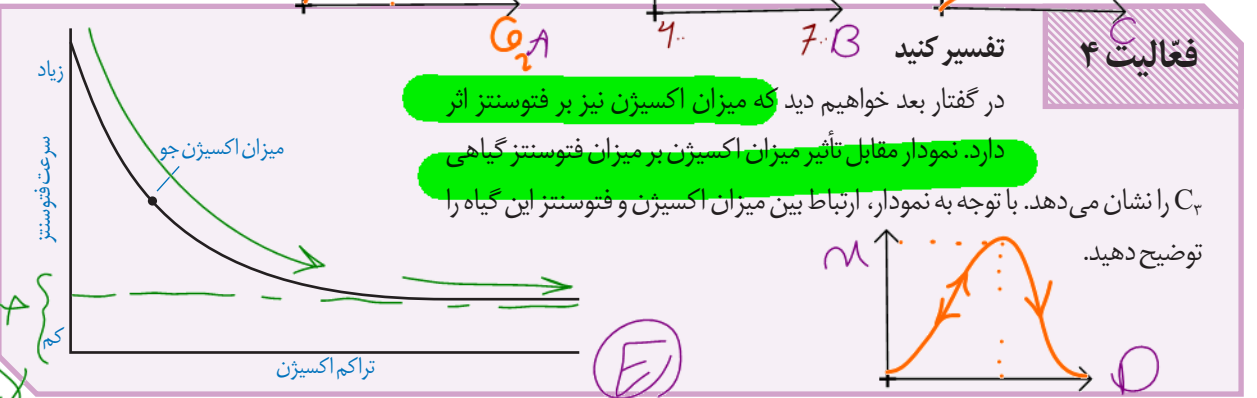 فعّالیت ۴
تفسیر کنید
در گفتار بعد خواهیم دید که میزان اکسیژن نیز بر فتوسنتز اثر
دارد. نمودار مقابل تأثیر میزان اکسیژن بر میزان فتوسنتز گیاهی
C۳ را نشان می‌دهد. با توجه به نمودار، ارتباط بین میزان اکسیژن و فتوسنتز این گیاه را
توضیح دهید.
زیاد
سرعت فتوسنتز
کم
میزان اکسیژن جو
تراکم اکسیژن
A
B
C
D
E